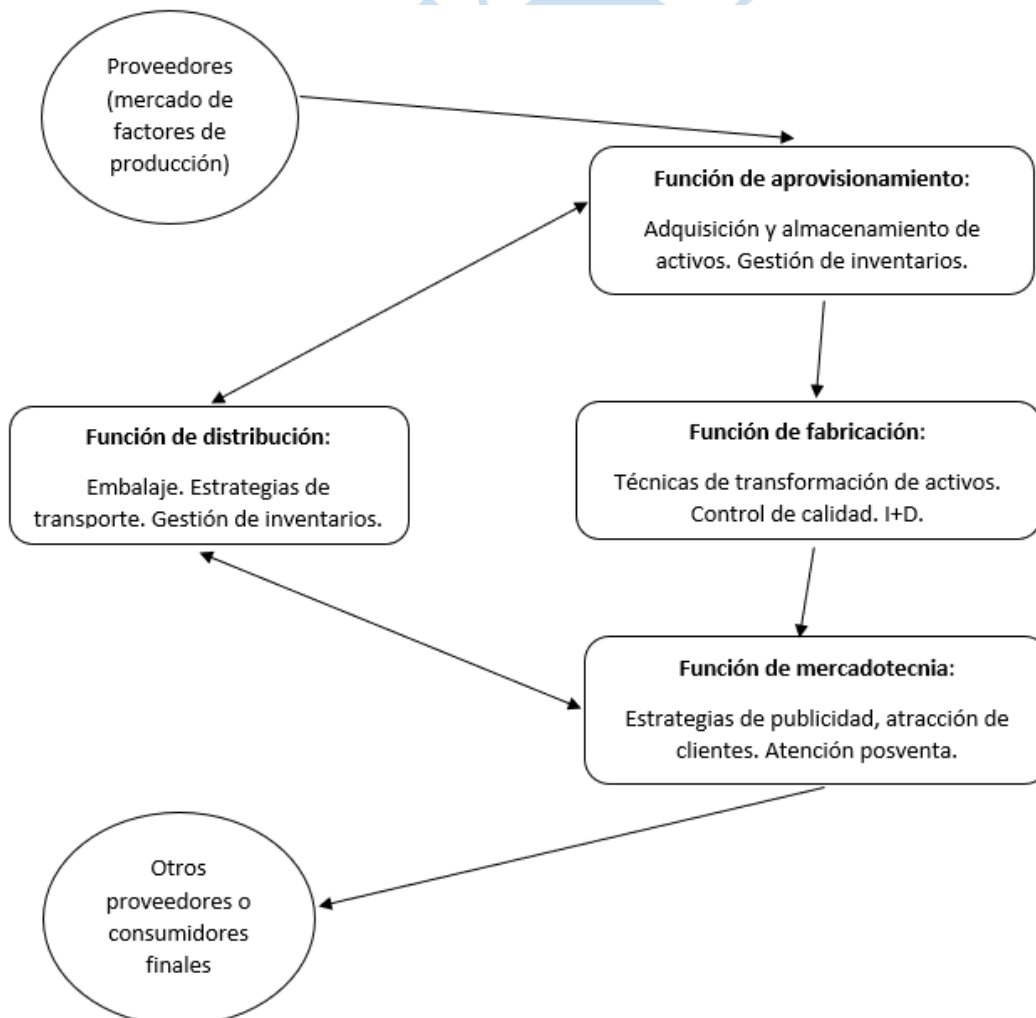 Proveedores
(mercado de
factores de
producción)
Función de aprovisionamiento:
Adquisición y almacenamiento de
activos. Gestión de inventarios.
Función de distribución:
Embalaje. Estrategias de
transporte. Gestión de inventarios.
Función de fabricación:
Técnicas de transformación de activos.
Control de calidad. I+D.
Función de mercadotecnia:
Estrategias de publicidad, atracción de
clientes. Atención posventa.
Otros
proveedores o
consumidores
finales